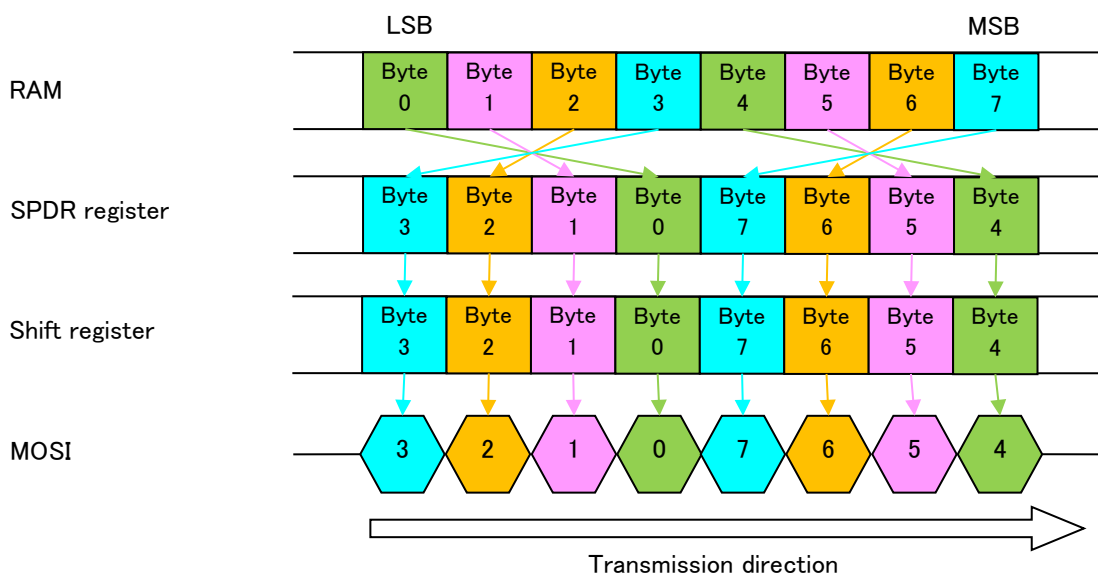 LSB MSB
RAM Byte 0 Byte 1 Byte 2 Byte 3 Byte 4 Byte 5 Byte 6 Byte 7
SPDR register Byte 3 Byte 2 Byte 1 Byte 0 Byte 7 Byte 6 Byte 5 Byte 4
Shift register Byte 3 Byte 2 Byte 1 Byte 0 Byte 7 Byte 6 Byte 5 Byte 4
MOSI 3 2 1 0 7 6 5 4
Transmission direction